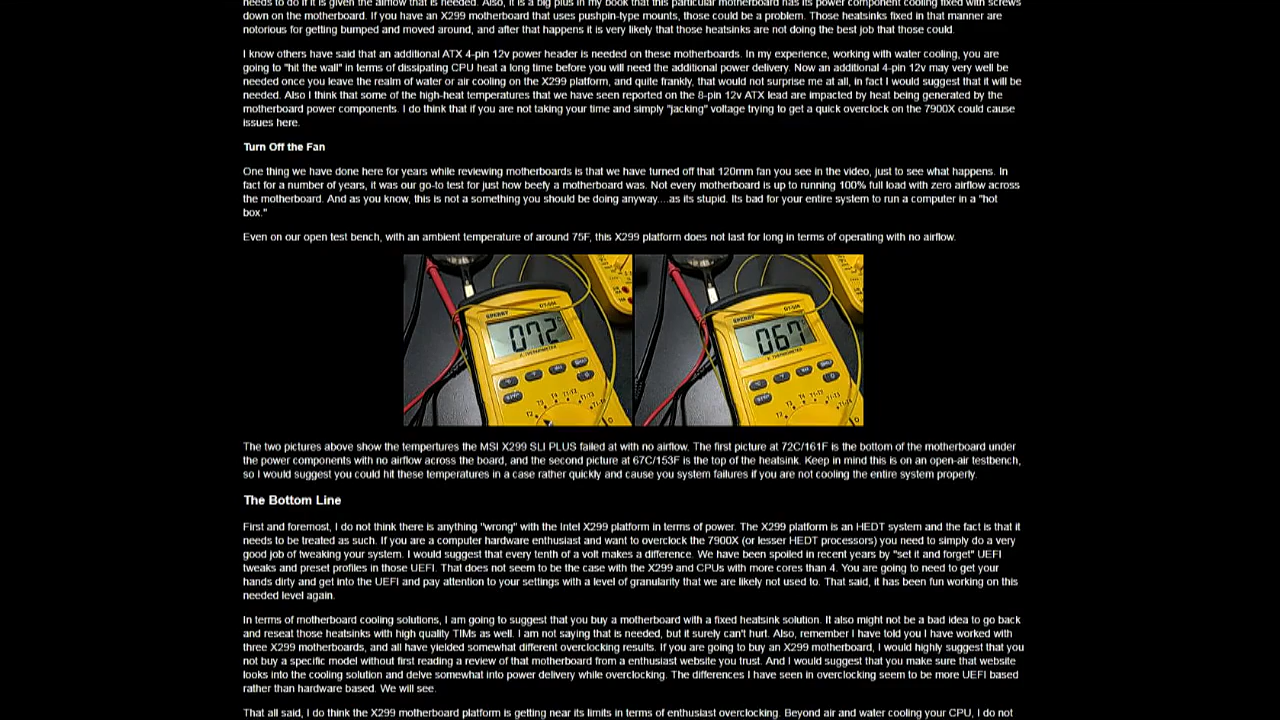 needs to do if it is given the airflow that is needed. Also, it is a big plus in my book that this particular motherboard has its power component cooling fixed with screws
down on the motherboard. If you have an X299 motherboard that uses pushpin-type mounts, those could be a problem. Those heatsinks fixed in that manner are
notorious for getting bumped and moved around, and after that happens it is very likely that those heatsinks are not doing the best job that those could.
I know others have said that an additional ATX 4-pin 12v power header is needed on these motherboards. In my experience, working with water cooling, you are
going to "hit the wall" in terms of dissipating CPU heat a long time before you will need the additional power delivery. Now an additional 4-pin 12v may very well be
needed once you leave the realm of water or air cooling on the X299 platform, and quite frankly, that would not surprise me at all, in fact I would suggest that it will be
needed. Also I think that some of the high-heat temperatures that we have seen reported on the 8-pin 12v ATX lead are impacted by heat being generated by the
motherboard power components. I do think that if you are not taking your time and simply "jacking" voltage trying to get a quick overclock on the 7900X could cause
issues here.
Turn Off the Fan
One thing we have done here for years while reviewing motherboards is that we have turned off that 120mm fan you see in the video, just to see what happens. In
fact for a number of years, it was our go-to test for just how beefy a motherboard was. Not every motherboard is up to running 100% full load with zero airflow across
the motherboard. And as you know, this is not a something you should be doing anyway....as its stupid. Its bad for your entire system to run a computer in a "hot
box."
Even on our open test bench, with an ambient temperature of around 75F, this X299 platform does not last for long in terms of operating with no airflow.
SPERRY
072
SPERRY
067
The two pictures above show the tempertures the MSI X299 SLI PLUS failed at with no airflow. The first picture at 72C/161F is the bottom of the motherboard under
the power components with no airflow across the board, and the second picture at 67C/153F is the top of the heatsink. Keep in mind this is on an open-air testbench,
so I would suggest you could hit these temperatures in a case rather quickly and cause you system failures if you are not cooling the entire system properly.
The Bottom Line
First and foremost, I do not think there is anything "wrong" with the Intel X299 platform in terms of power. The X299 platform is an HEDT system and the fact is that it
needs to be treated as such. If you are a computer hardware enthusiast and want to overclock the 7900X (or lesser HEDT processors) you need to simply do a very
good job of tweaking your system. I would suggest that every tenth of a volt makes a difference. We have been spoiled in recent years by "set it and forget" UEFI
tweaks and preset profiles in those UEFI. That does not seem to be the case with the X299 and CPUs with more cores than 4. You are going to need to get your
hands dirty and get into the UEFI and pay attention to your settings with a level of granularity that we are likely not used to. That said, it has been fun working on this
needed level again.
In terms of motherboard cooling solutions, I am going to suggest that you buy a motherboard with a fixed heatsink solution. It also might not be a bad idea to go back
and reseat those heatsinks with high quality TIMs as well. I am not saying that is needed, but it surely can't hurt. Also, remember I have told you I have worked with
three X299 motherboards, and all have yielded somewhat different overclocking results. If you are going to buy an X299 motherboard, I would highly suggest that you
not buy a specific model without first reading a review of that motherboard from a enthusiast website you trust. And I would suggest that you make sure that website
looks into the cooling solution and delve somewhat into power delivery while overclocking. The differences I have seen in overclocking seem to be more UEFI based
rather than hardware based. We will see.
That all said, I do think the X299 motherboard platform is getting near its limits in terms of enthusiast overclocking. Beyond air and water cooling your CPU, I do not